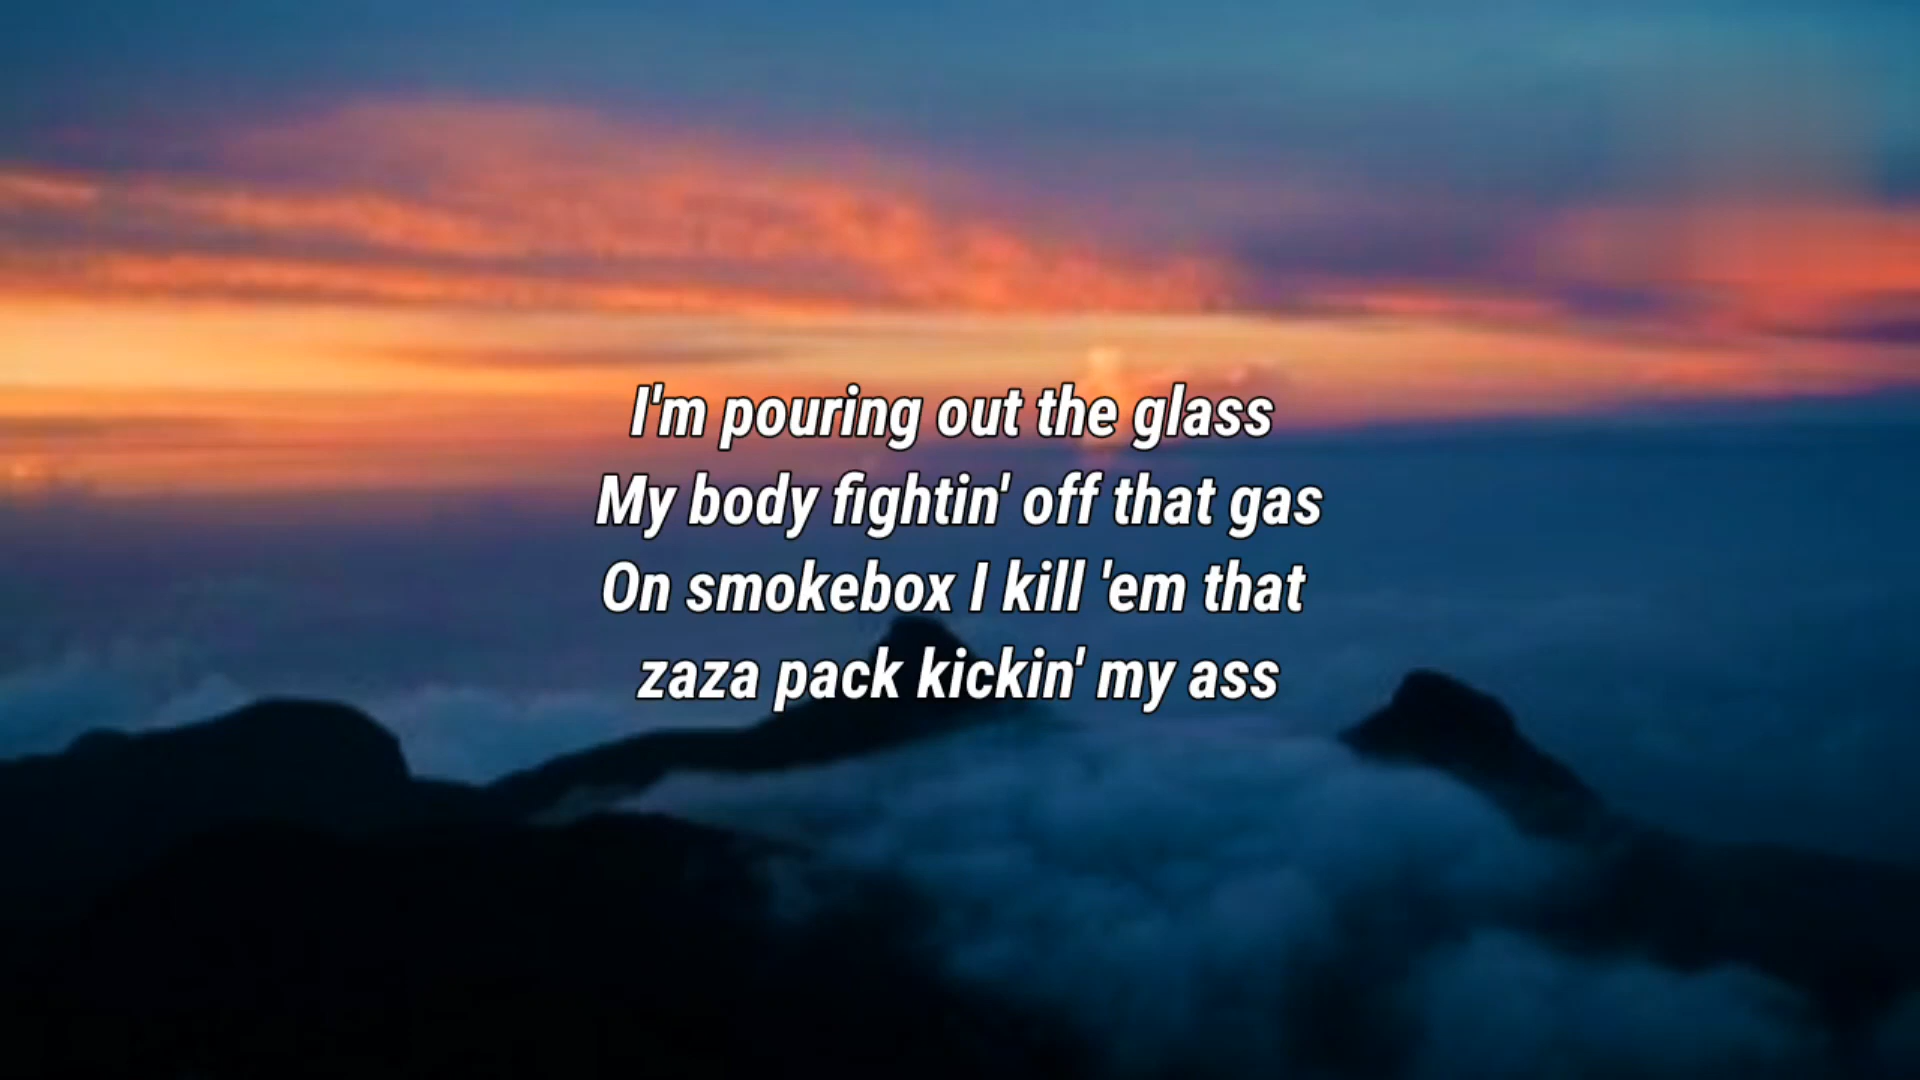 I'm pouring out the glass
My body fightin' off that gas
On smokebox I kill 'em that
zaza pack kickin' my ass